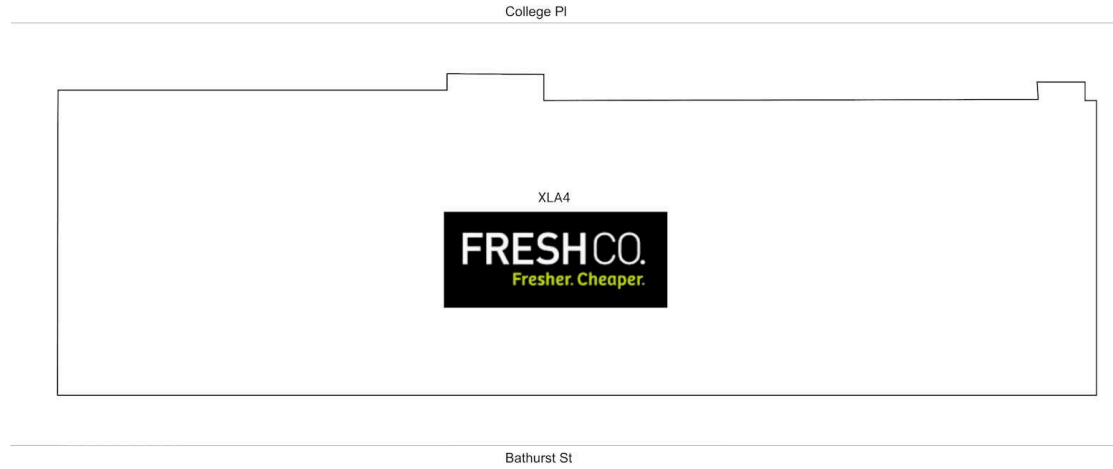 College Pl
XLA4
FRESHCO.
Fresher. Cheaper.
Bathurst St